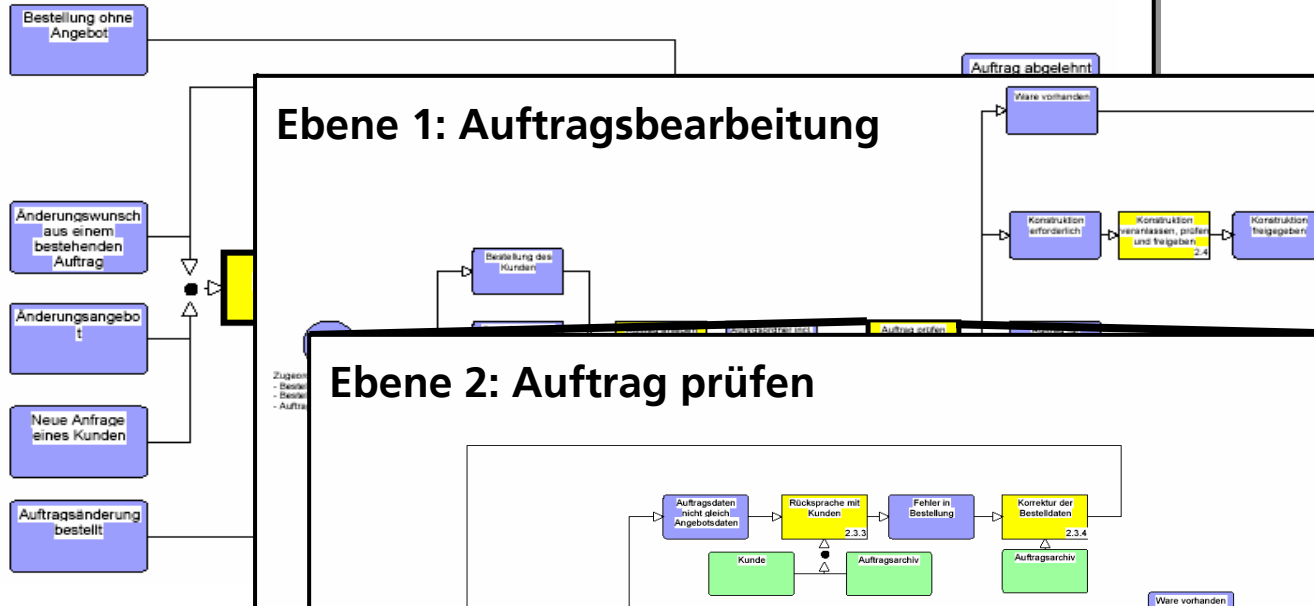 Bestellung ohne
Angebot
Auftrag abgelehnt
Ware vorhanden
Ebene 1: Auftragsbearbeitung
Änderungswunsch
aus einem
bestehenden
Auftrag
Konstruktion
erforderlich
Konstruktion
veranlassen, prüfen
und freigeben
2.4
Konstruktion
freigegeben
Bestellung des
Kunden
Änderungsangebo
t
Auftrag prüfen
Ebene 2: Auftrag prüfen
Neue Anfrage
eines Kunden
Auftragsänderung
bestellt
Auftragsdaten
nicht gleich
Angebotsdaten
Rücksprache mit
Kunden
2.3.3
Fehler in
Bestellung
Korrektur der
Bestelldaten
2.3.4
Kunde
Auftragsarchiv
Auftragsarchiv
Ware vorhanden